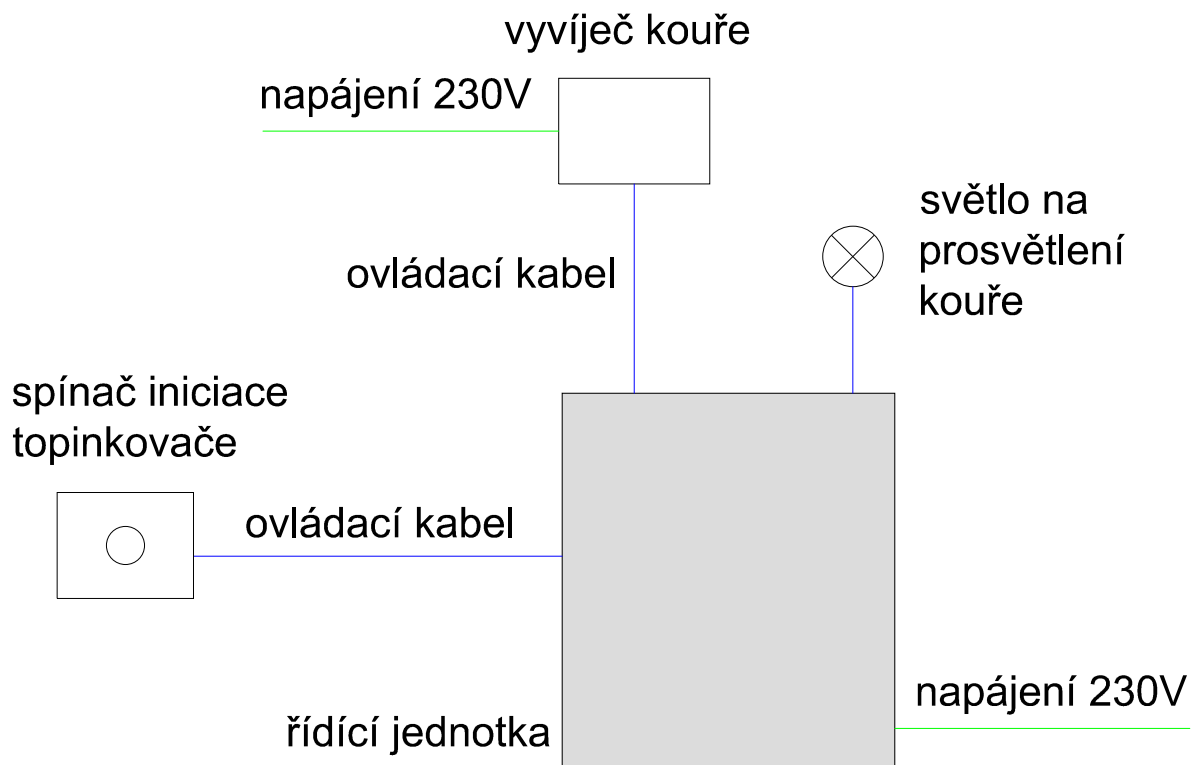 vyvíječ kouře
napájení 230V
světlo na
prosvětlení
kouře
ovládací kabel
spínač iniciace
topinkovače
ovládací kabel
napájení 230V
řídící jednotka